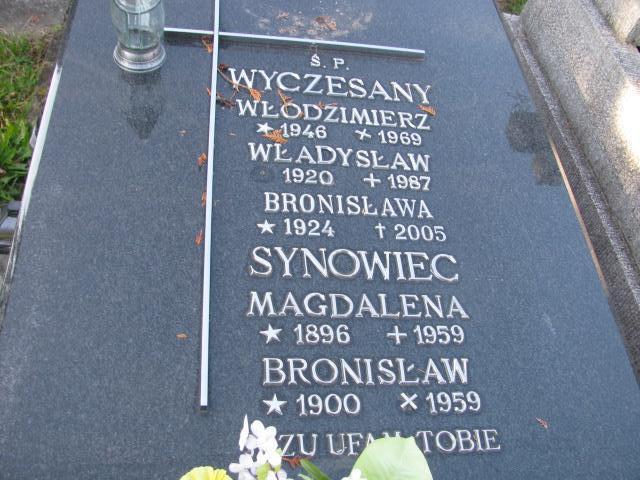 Ś. P.
WYCZESANY
WŁODZIMIERZ
★ 1946 + 1969
WŁADYSŁAW
1920 + 1987
BRONISŁAWA
★ 1924 † 2005
SYNOWIEC
MAGDALENA
★ 1896 + 1959
BRONISŁAW
★ 1900 + 1959
UFAM TOBIE